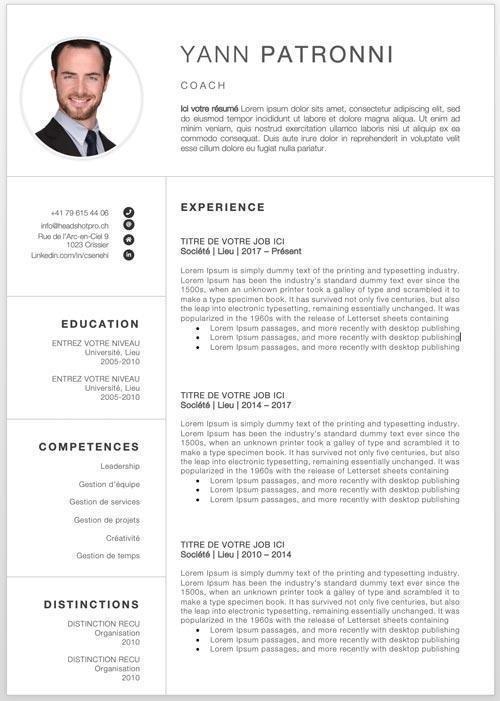 YANN PATRONNI
COACH
Ici votre résumé Lorem ipsum dolor sits amet, consectetur adipiscing elit, sed
do eiusmod tempor incididunt ut labore et dolore magna aliqua. Ut enim ad
minim veniam, quis nostrud exercitation ullamco laboris nisi ut aliquip ex ea
commodo consequat. Duis aute irure dolor in reprehenderit in voluptate velit
esse cillum dolore eu fugiat nulla pariatur.
+41 79 615 44 06
info@headshotpro.ch
Rue de l'Arc-en-Ciel 9
1023 Crissier
Linkedin.com/in/csenehi
EDUCATION
ENTREZ VOTRE NIVEAU
Université, Lieu
2005-2010
ENTREZ VOTRE NIVEAU
Université, Lieu
2005-2010
COMPETENCES
Leadership
Gestion d'équipe
Gestion de services
Gestion de projets
Créativité
Gestion de temps
DISTINCTIONS
DISTINCTION RECU
Organisation
2010
DISTINCTION RECU
Organisation
2010
EXPERIENCE
TITRE DE VOTRE JOB ICI
Société | Lieu | 2017 – Présent
Lorem Ipsum is simply dummy text of the printing and typesetting industry.
Lorem Ipsum has been the industry's standard dummy text ever since the
1500s, when an unknown printer took a galley of type and scrambled it to
make a type specimen book. It has survived not only five centuries, but also
the leap into electronic typesetting, remaining essentially unchanged. It was
popularized in the 1960s with the release of Letterset sheets containing
• Lorem Ipsum passages, and more recently with desktop publishing
• Lorem Ipsum passages, and more recently with desktop publishing
• Lorem Ipsum passages, and more recently with desktop publishing
TITRE DE VOTRE JOB ICI
Société | Lieu | 2014 – 2017
Lorem Ipsum is simply dummy text of the printing and typesetting industry.
Lorem Ipsum has been the industry's standard dummy text ever since the
1500s, when an unknown printer took a galley of type and scrambled it to
make a type specimen book. It has survived not only five centuries, but also
the leap into electronic typesetting, remaining essentially unchanged. It was
popularized in the 1960s with the release of Letterset sheets containing
• Lorem Ipsum passages, and more recently with desktop publishing
• Lorem Ipsum passages, and more recently with desktop publishing
• Lorem Ipsum passages, and more recently with desktop publishing
TITRE DE VOTRE JOB ICI
Société | Lieu | 2010 – 2014
Lorem Ipsum is simply dummy text of the printing and typesetting industry.
Lorem Ipsum has been the industry's standard dummy text ever since the
1500s, when an unknown printer took a galley of type and scrambled it to
make a type specimen book. It has survived not only five centuries, but also
the leap into electronic typesetting, remaining essentially unchanged. It was
popularized in the 1960s with the release of Letterset sheets containing
• Lorem Ipsum passages, and more recently with desktop publishing
• Lorem Ipsum passages, and more recently with desktop publishing
• Lorem Ipsum passages, and more recently with desktop publishing